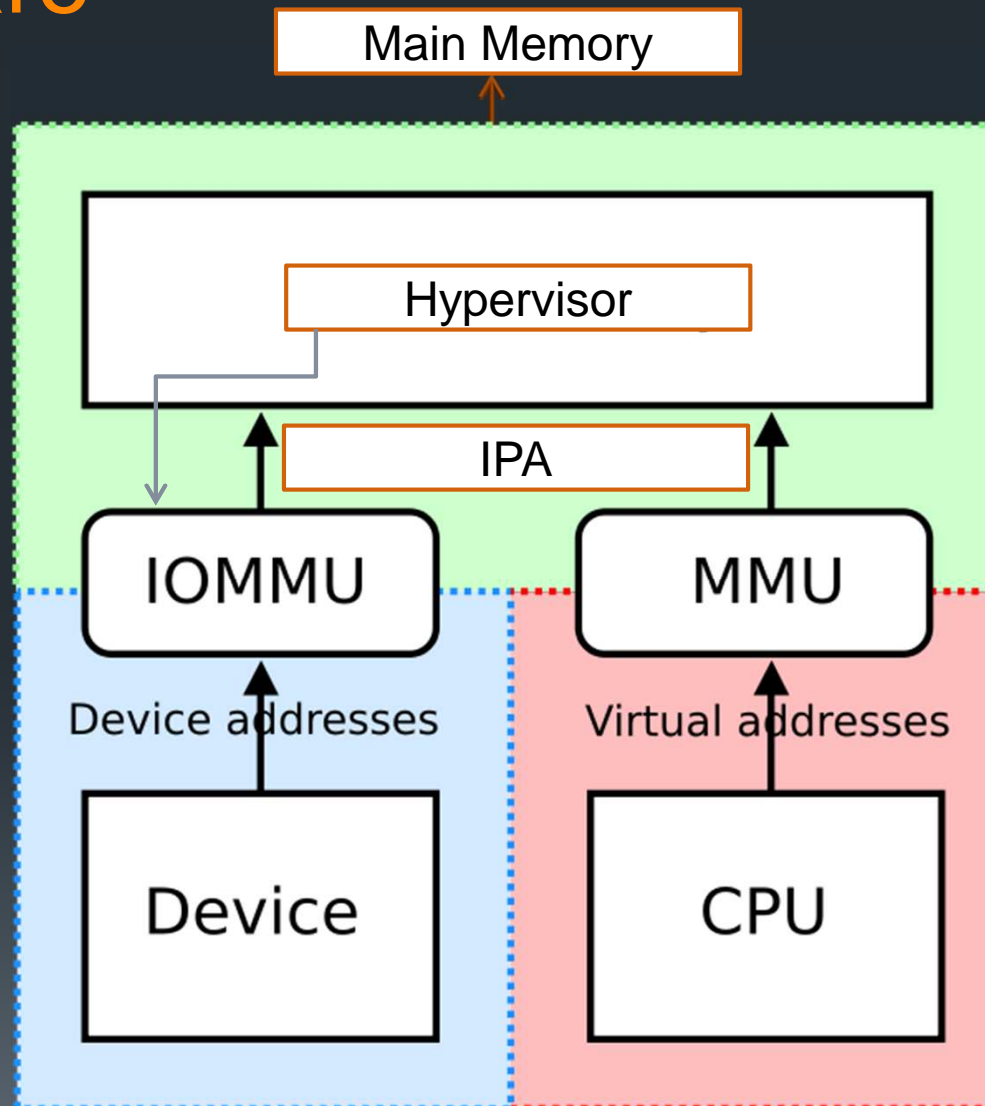 Main Memory
Hypervisor
IPA
IOMMU
MMU
Device addresses
Virtual addresses
Device
CPU